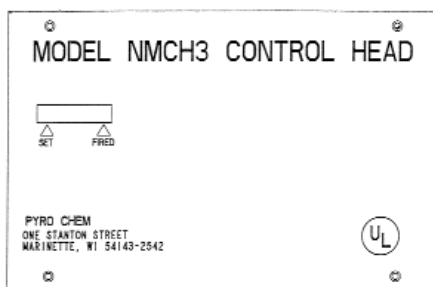 MODEL NMCH3 CONTROL HEAD
SET FIRED
PYRO CHEM
ONE STANTON STREET
MARINETTE, WI 54143-2542
UL